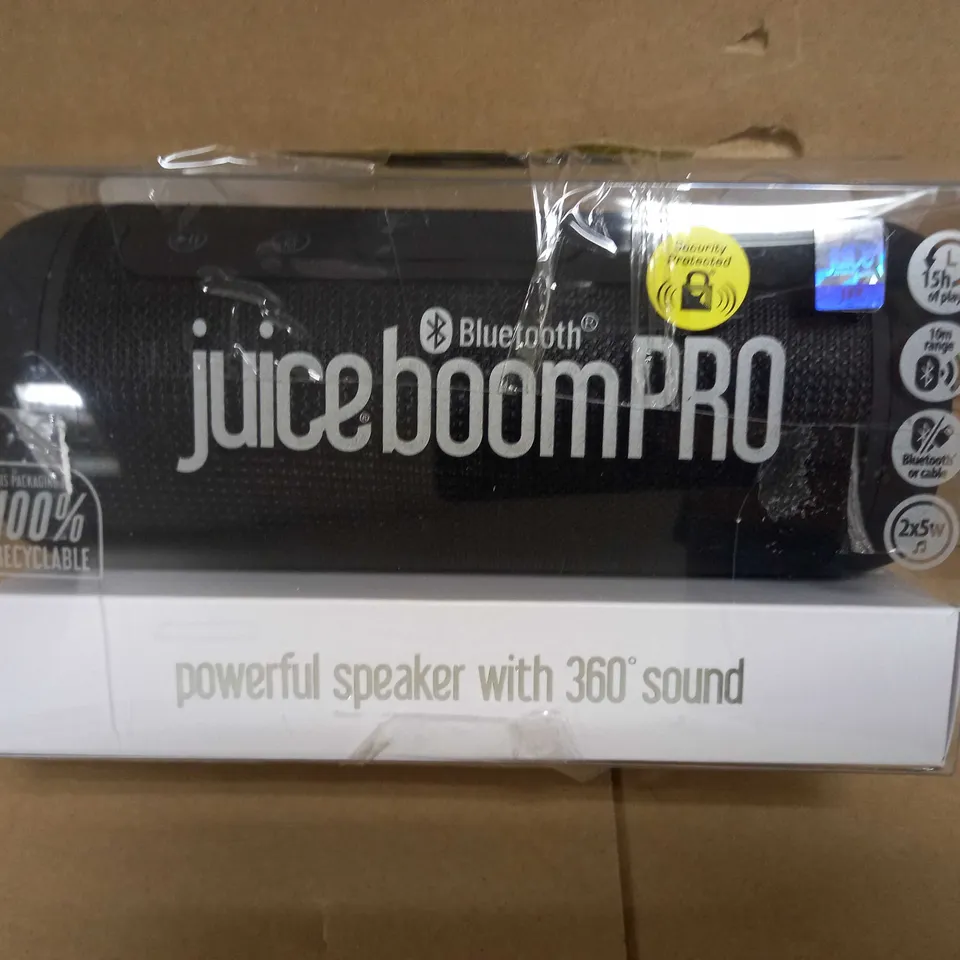 Security
Protected
15h
of play
Bluetooth®
juice® boomPRO
10m
range
Bluetooth
or cable
2x5w
100%
RECYCLABLE
powerful speaker with 360° sound